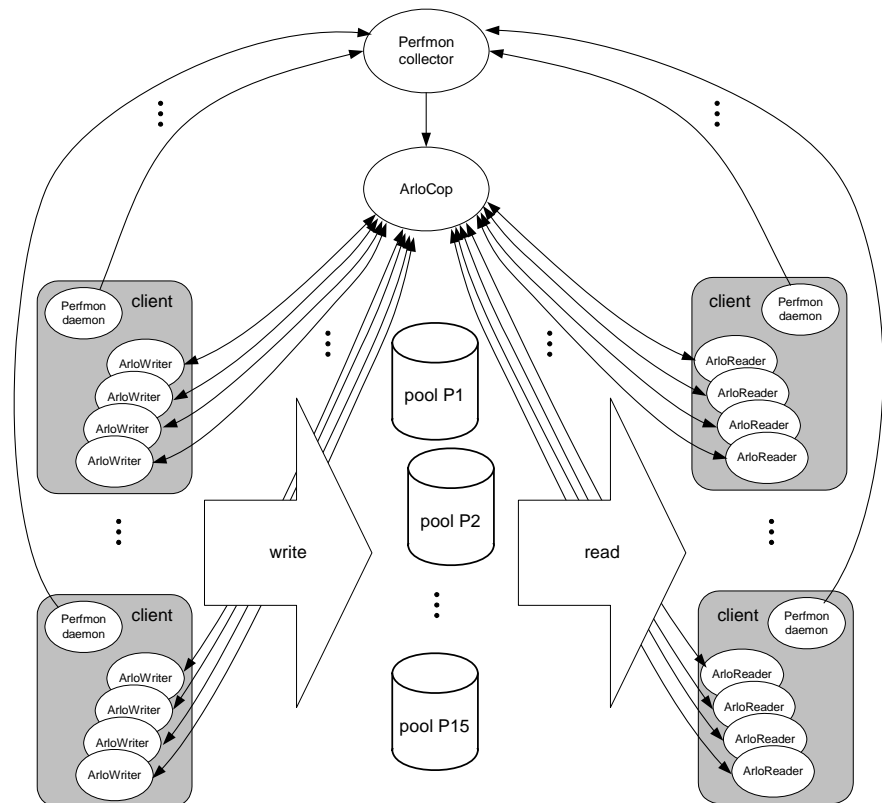 Perfmon
collector
ArloCop
client
Perfmon
daemon
ArloWriter
ArloWriter
ArloWriter
ArloWriter
client
Perfmon
daemon
ArloReader
ArloReader
ArloReader
ArloReader
pool P1
pool P2
write
read
client
Perfmon
daemon
ArloWriter
ArloWriter
ArloWriter
ArloWriter
pool P15
client
Perfmon
daemon
ArloReader
ArloReader
ArloReader
ArloReader